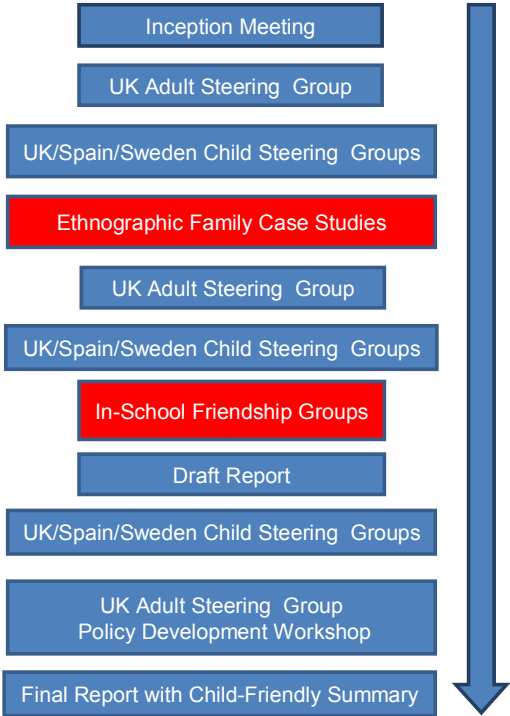 Inception Meeting
UK Adult Steering Group
UK/Spain/Sweden Child Steering Groups
Ethnographic Family Case Studies
UK Adult Steering Group
UK/Spain/Sweden Child Steering Groups
In-School Friendship Groups
Draft Report
UK/Spain/Sweden Child Steering Groups
UK Adult Steering Group
Policy Development Workshop
Final Report with Child-Friendly Summary